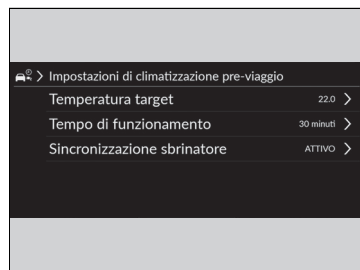 Impostazioni di climatizzazione pre-viaggio
Temperatura target 22.0
Tempo di funzionamento 30 minuti
Sincronizzazione sbrinatore ATTIVO